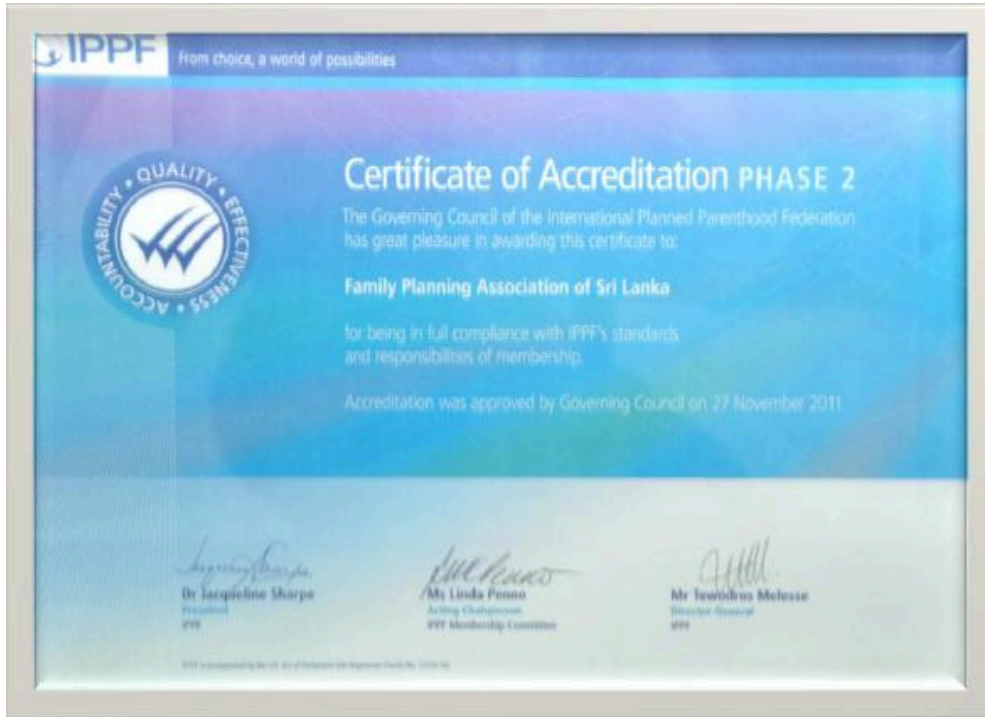 IPPF
From choice, a world of possibilities
QUALITY • EFFECTIVENESS • ACCOUNTABILITY •
Certificate of Accreditation PHASE 2
The Governing Council of the International Planned Parenthood Federation
has great pleasure in awarding this certificate to:
Family Planning Association of Sri Lanka
for being in full compliance with IPPF's standards
and responsibilities of membership.
Accreditation was approved by Governing Council on 27 November 2011
Dr Jacqueline Sharpe
President
IPPF
Ms Linda Penno
Acting Chairperson
IPPF Membership Committee
Mr Tewodros Melesse
Director-General
IPPF